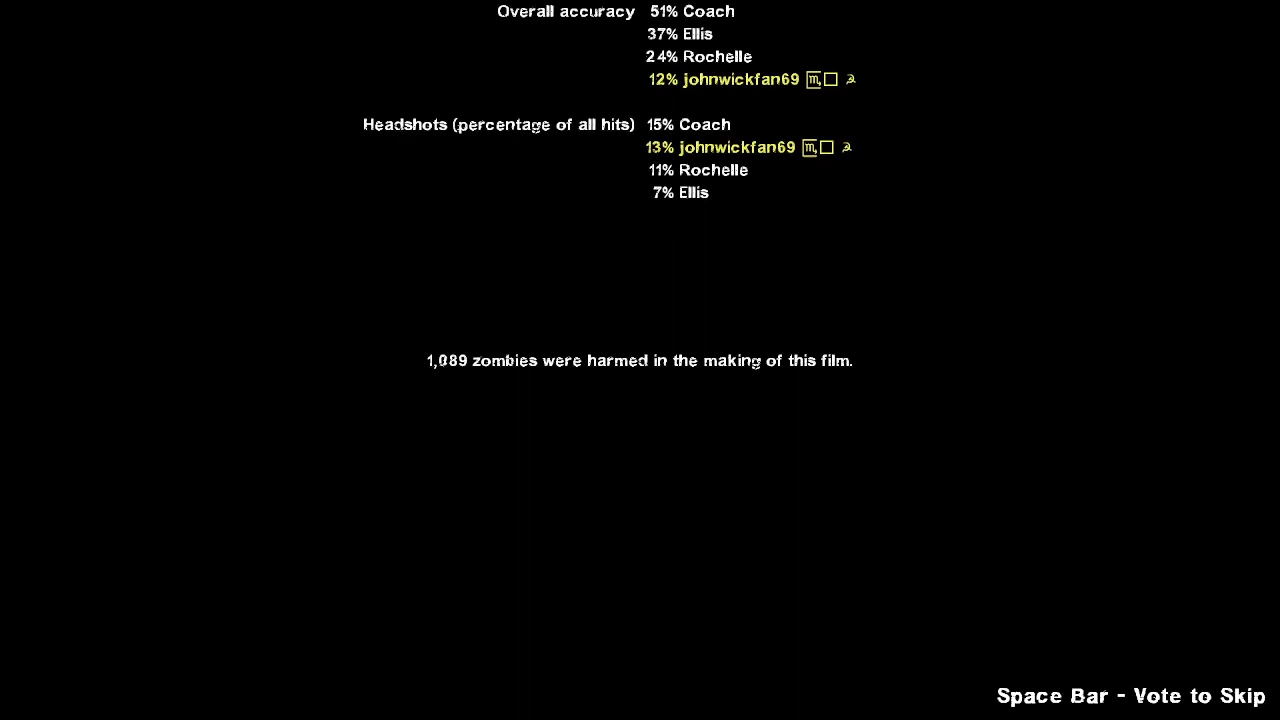 Overall accuracy 51% Coach
37% Ellis
24% Rochelle
12% johnwickfan69 ♏□ ☭
Headshots (percentage of all hits) 15% Coach
13% johnwickfan69 ♏□ ☭
11% Rochelle
7% Ellis
1,089 zombies were harmed in the making of this film.
Space Bar - Vote to Skip